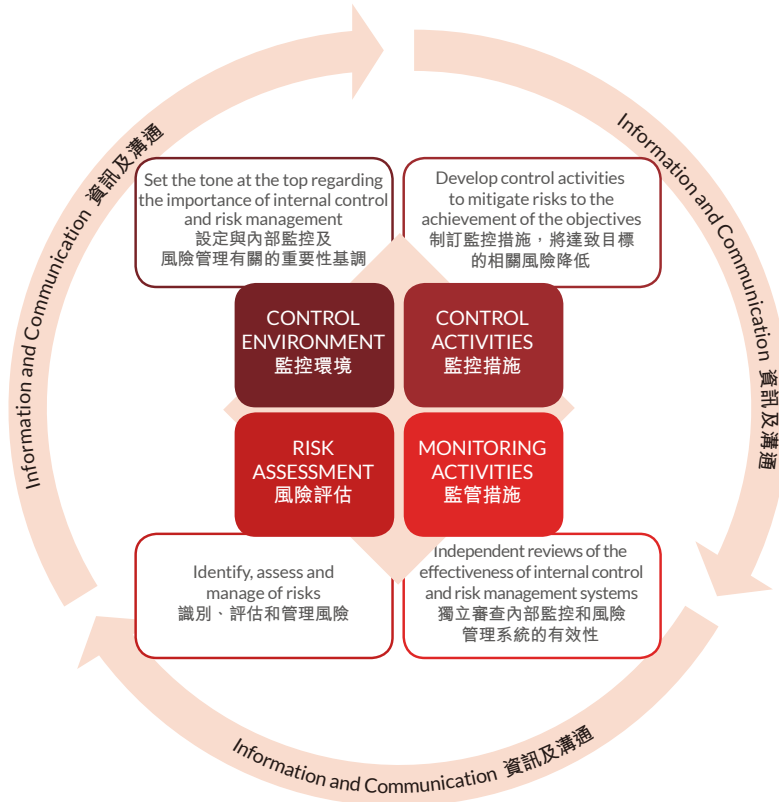 Information and Communication 資訊及溝通
Information and Communication 資訊及溝通
Set the tone at the top regarding
the importance of internal control
and risk management
設定與內部監控及
風險管理有關的重要性基調
Develop control activities
to mitigate risks to the
achievement of the objectives
制訂監控措施，將達致目標
的相關風險降低
CONTROL
ENVIRONMENT
監控環境
CONTROL
ACTIVITIES
監控措施
RISK
ASSESSMENT
風險評估
MONITORING
ACTIVITIES
監管措施
Identify, assess and
manage of risks
識別、評估和管理風險
Independent reviews of the
effectiveness of internal control
and risk management systems
獨立審查內部監控和風險
管理系統的有效性
Information and Communication 資訊及溝通